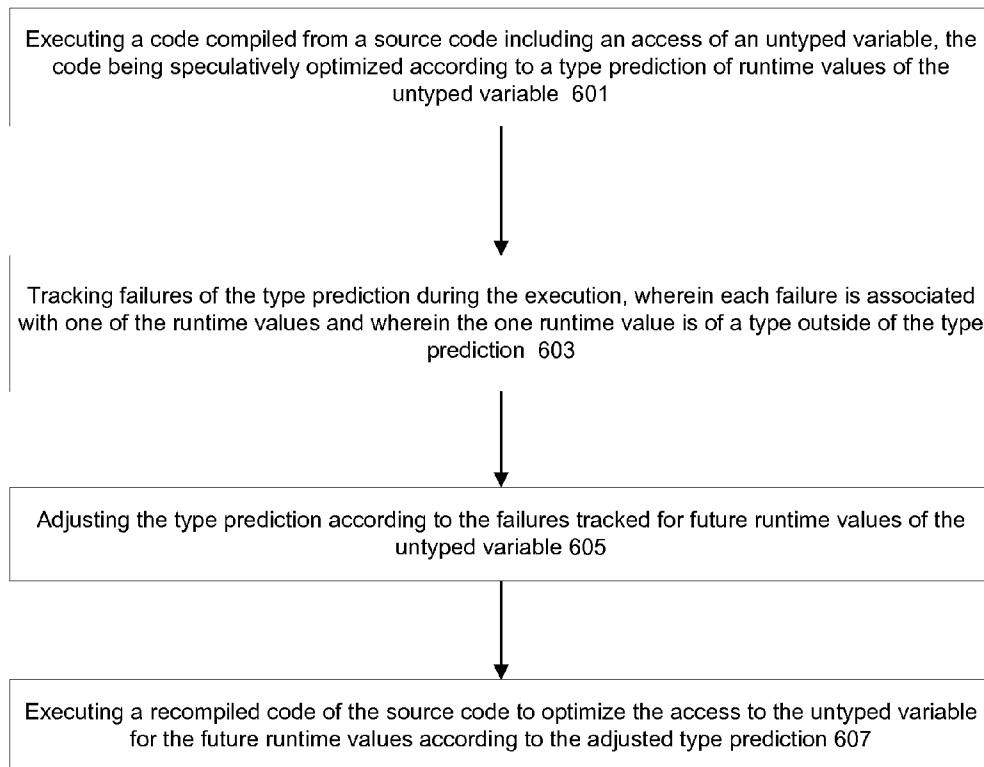 Executing a code compiled from a source code including an access of an untyped variable, the
code being speculatively optimized according to a type prediction of runtime values of the
untyped variable 601
Tracking failures of the type prediction during the execution, wherein each failure is associated
with one of the runtime values and wherein the one runtime value is of a type outside of the type
prediction 603
Adjusting the type prediction according to the failures tracked for future runtime values of the
untyped variable 605
Executing a recompiled code of the source code to optimize the access to the untyped variable
for the future runtime values according to the adjusted type prediction 607